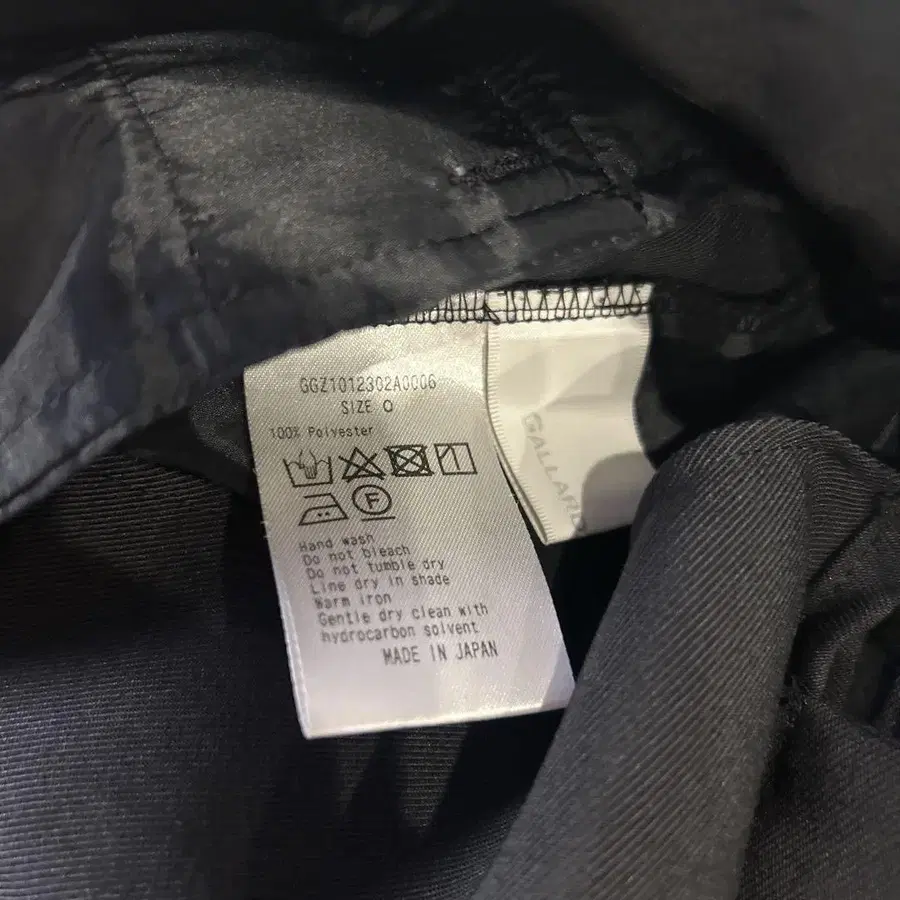 GGZ1012302A0006
SIZE 0
100% Polyester
F
Hand wash
Do not bleach
Do not tumble dry
Line dry in shade
Warm iron
Gentle dry clean with
hydrocarbon solvent
MADE IN JAPAN
GALLARD